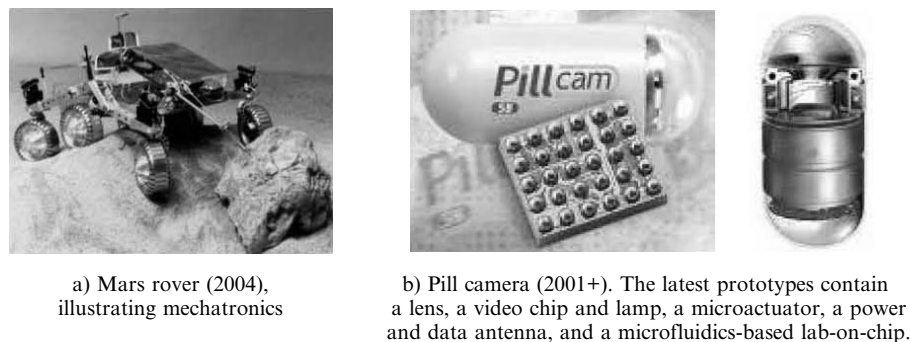 Pillcam
SB
a) Mars rover (2004),
illustrating mechatronics
b) Pill camera (2001+). The latest prototypes contain
a lens, a video chip and lamp, a microactuator, a power
and data antenna, and a microfluidics-based lab-on-chip.